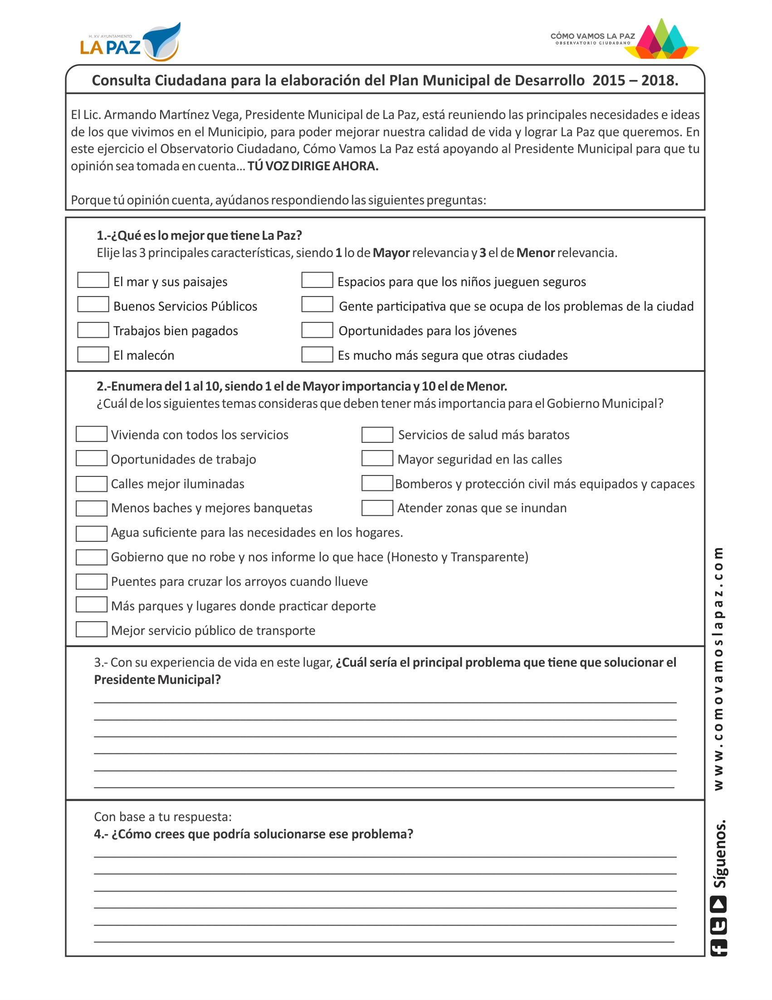 H. XV AYUNTAMIENTO
LA PAZ
CÓMO VAMOS LA PAZ
OBSERVATORIO CIUDADANO
Consulta Ciudadana para la elaboración del Plan Municipal de Desarrollo 2015 – 2018.
El Lic. Armando Martínez Vega, Presidente Municipal de La Paz, está reuniendo las principales necesidades e ideas
de los que vivimos en el Municipio, para poder mejorar nuestra calidad de vida y lograr La Paz que queremos. En
este ejercicio el Observatorio Ciudadano, Cómo Vamos La Paz está apoyando al Presidente Municipal para que tu
opinión sea tomada en cuenta... TÚ VOZ DIRIGE AHORA.
Porque tú opinión cuenta, ayúdanos respondiendo las siguientes preguntas:
1.-¿Qué es lo mejor que tiene La Paz?
Elije las 3 principales características, siendo 1 lo de Mayor relevancia y 3 el de Menor relevancia.
El mar y sus paisajes
Espacios para que los niños jueguen seguros
Buenos Servicios Públicos
Gente participativa que se ocupa de los problemas de la ciudad
Trabajos bien pagados
Oportunidades para los jóvenes
El malecón
Es mucho más segura que otras ciudades
2.-Enumera del 1 al 10, siendo 1 el de Mayor importancia y 10 el de Menor.
¿Cuál de los siguientes temas consideras que deben tener más importancia para el Gobierno Municipal?
Vivienda con todos los servicios
Servicios de salud más baratos
Oportunidades de trabajo
Mayor seguridad en las calles
Calles mejor iluminadas
Bomberos y protección civil más equipados y capaces
Menos baches y mejores banquetas
Atender zonas que se inundan
Agua suficiente para las necesidades en los hogares.
Gobierno que no robe y nos informe lo que hace (Honesto y Transparente)
Puentes para cruzar los arroyos cuando llueve
Más parques y lugares donde practicar deporte
Mejor servicio público de transporte
3.- Con su experiencia de vida en este lugar, ¿Cuál sería el principal problema que tiene que solucionar el
Presidente Municipal?
Con base a tu respuesta:
4.- ¿Cómo crees que podría solucionarse ese problema?
Síguenos. www.comovamoslapaz.com